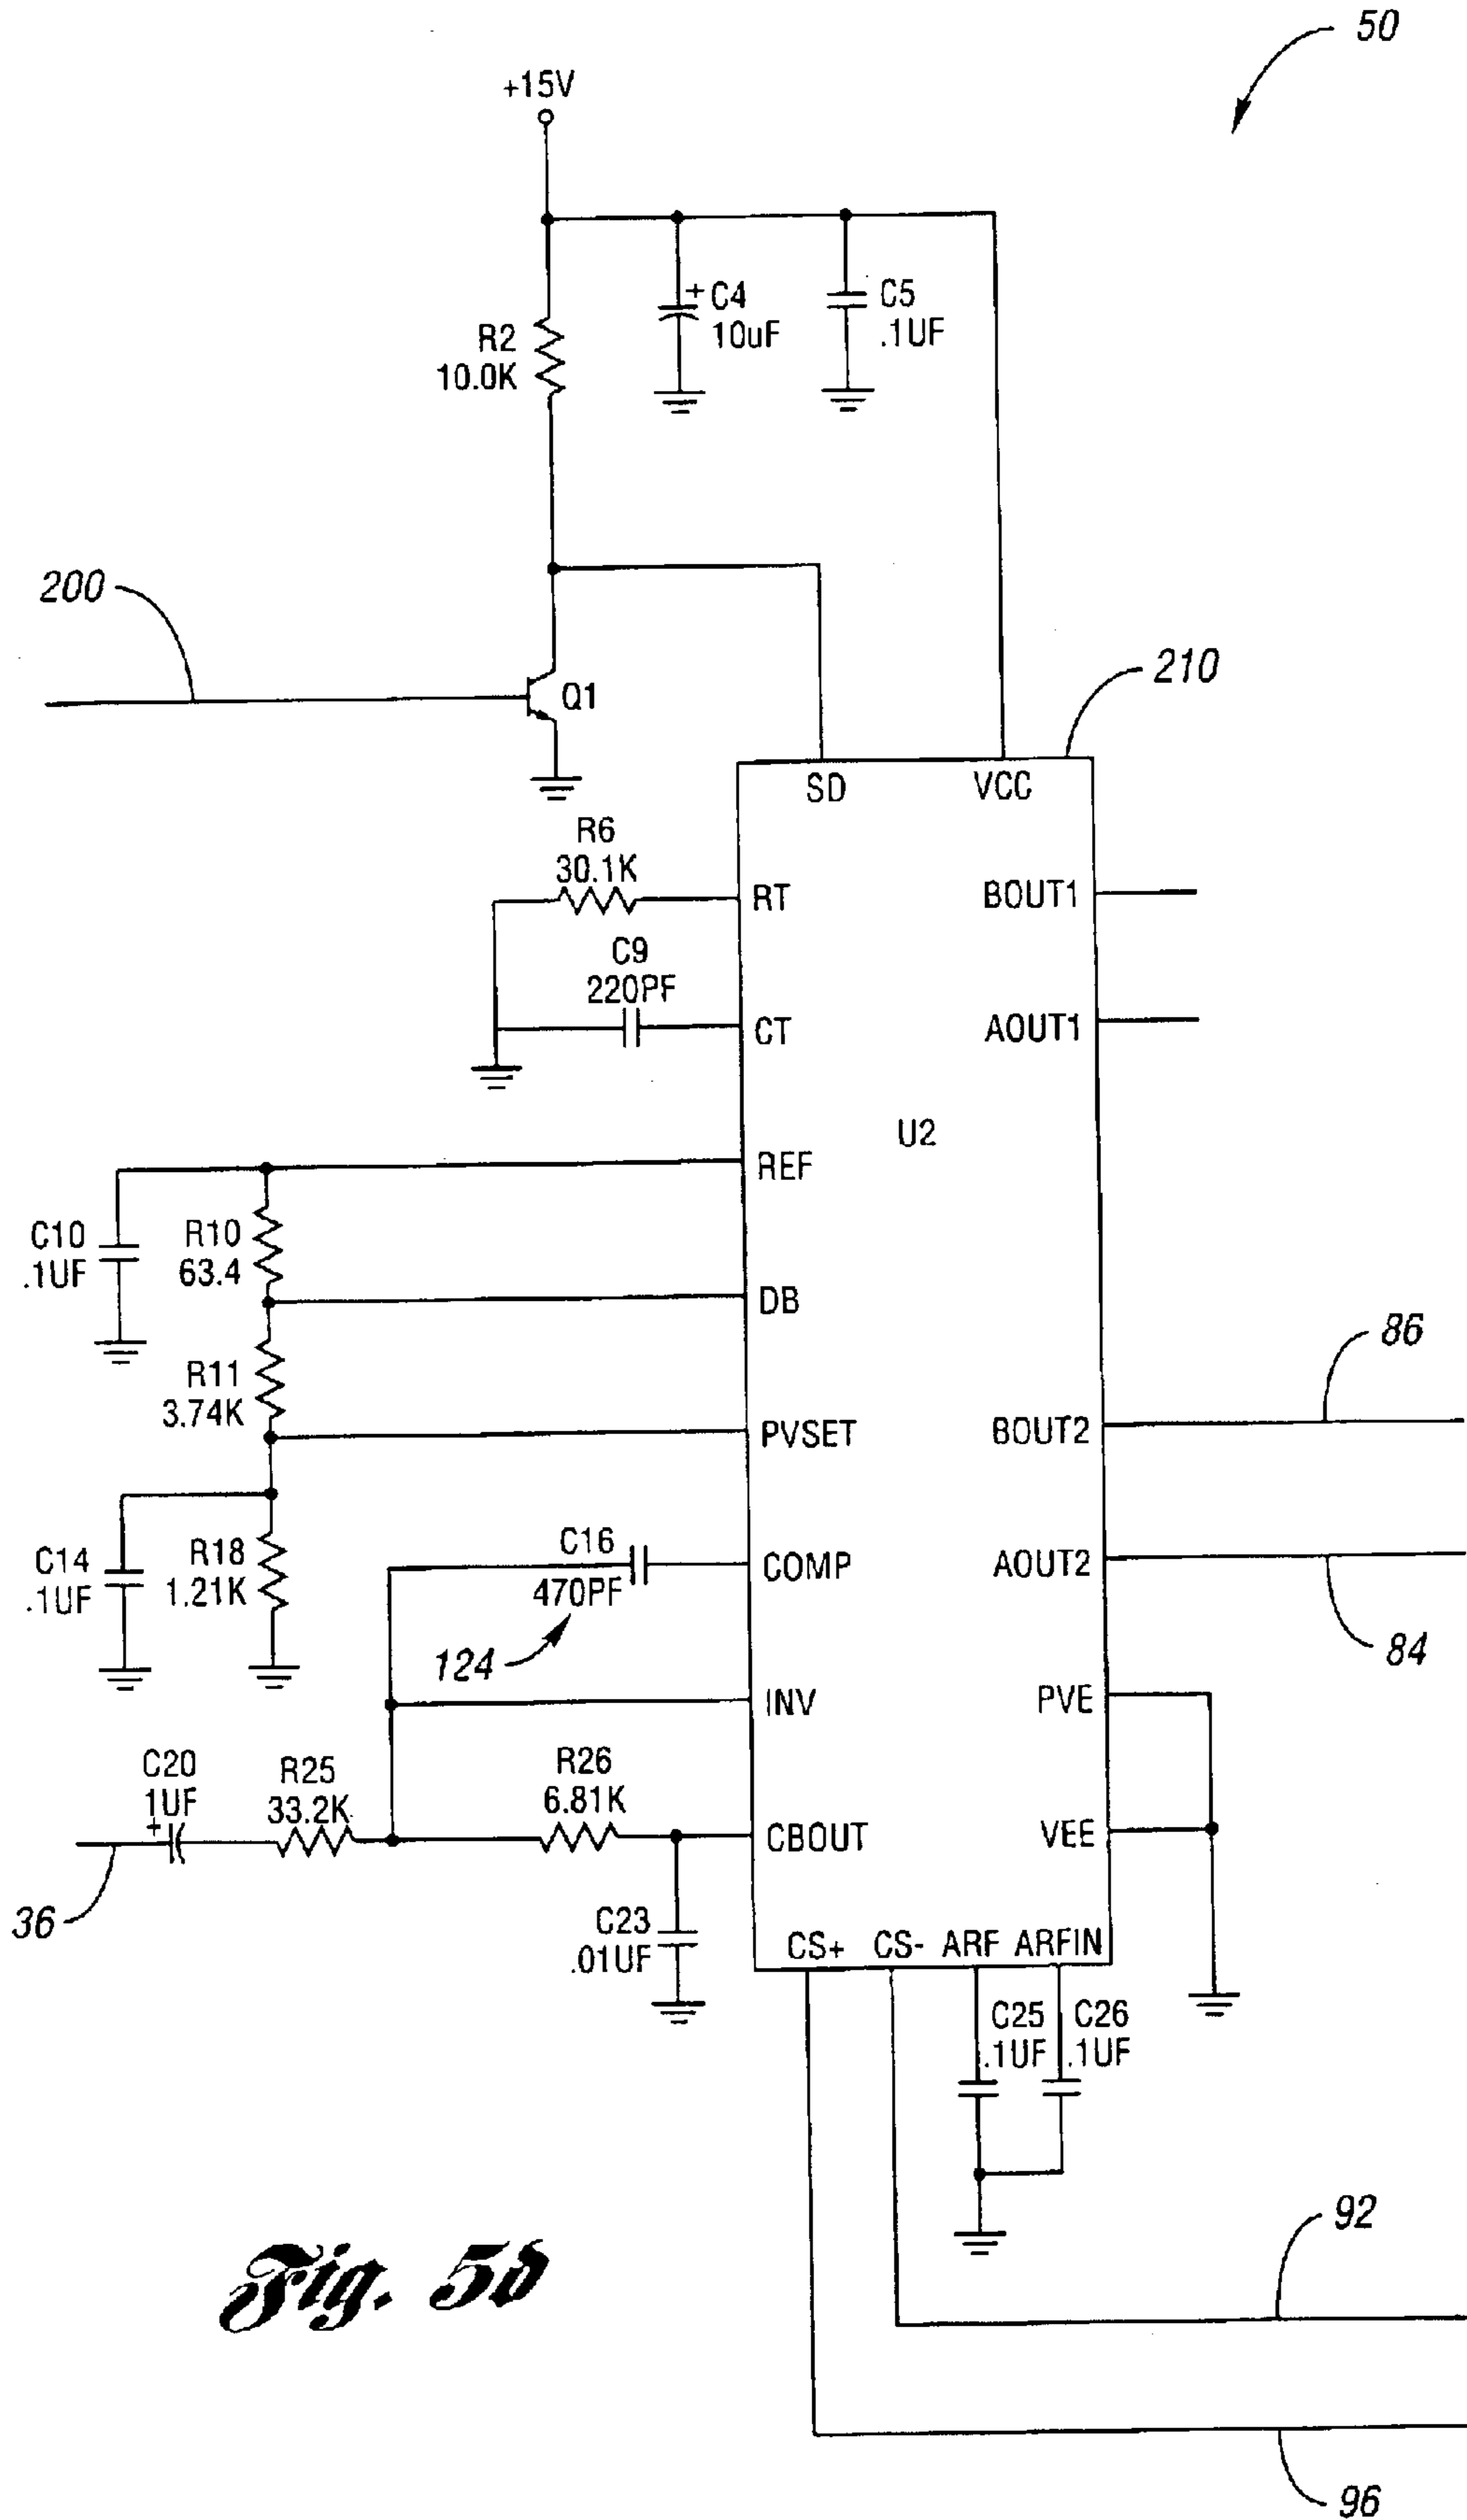 50
+15V
R2
10.0K
+ C4
10uF
C5
.1UF
200
Q1
210
SD
VCC
R6
30.1K
RT
BOUT1
C9
220PF
CT
AOUT1
U2
REF
C10
.1UF
R10
63.4
DB
86
R11
3.74K
PVSET
BOUT2
C14
.1UF
R18
1.21K
C16
470PF
COMP
AOUT2
124
84
INV
PVE
C20
1UF
+
R25
33.2K
R26
6.81K
CBOUT
VEE
36
C23
.01UF
CS+
CS-
ARF
ARFIN
C25
.1UF
C26
.1UF
92
Fig. 5b
96